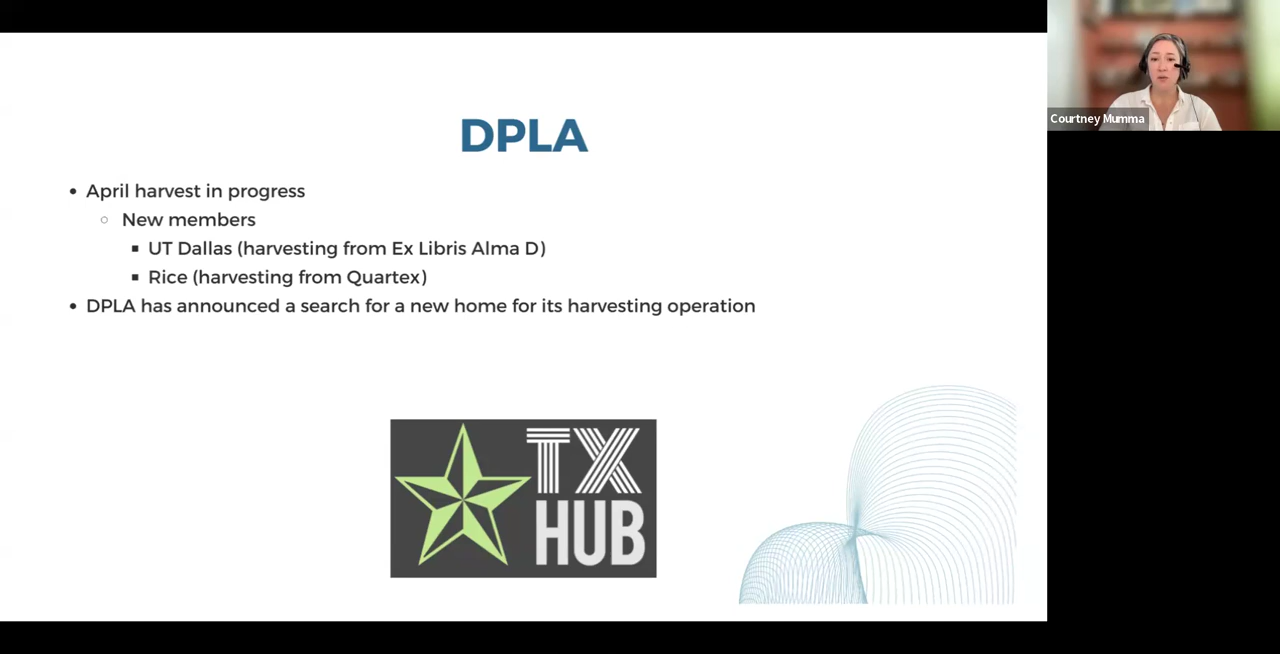 DPLA
April harvest in progress
New members
UT Dallas (harvesting from Ex Libris Alma D)
Rice (harvesting from Quartex)
DPLA has announced a search for a new home for its harvesting operation
TX
HUB
Courtney Mumma